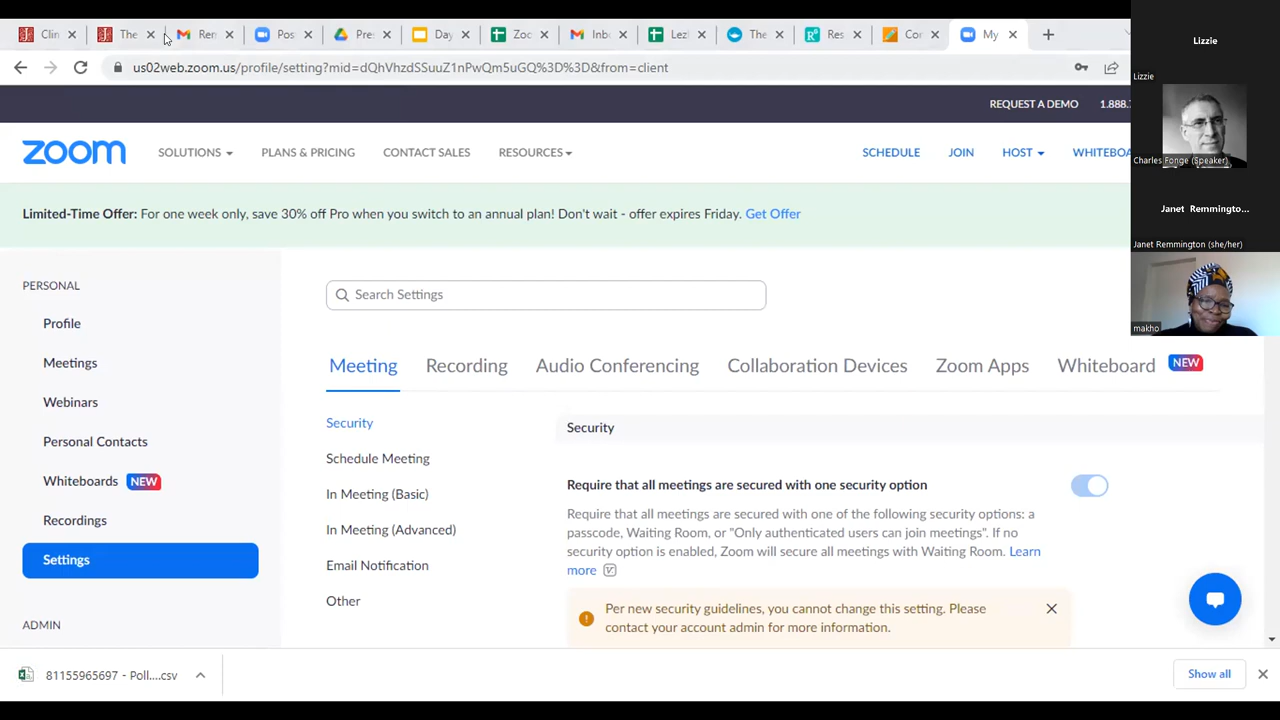 Clin
The
Ren
Pos
Pre
Day
Zoo
Inb
Lezl
The
Res
Cor
My
us02web.zoom.us/profile/setting?mid=dQhVhzdSSuuZ1nPwQm5uGQ%3D%3D&from=client
REQUEST A DEMO
1.888.
zoom
SOLUTIONS
PLANS & PRICING
CONTACT SALES
RESOURCES
SCHEDULE
JOIN
HOST
WHITEBOA
Limited-Time Offer: For one week only, save 30% off Pro when you switch to an annual plan! Don't wait - offer expires Friday. Get Offer
PERSONAL
Profile
Meetings
Webinars
Personal Contacts
Whiteboards NEW
Recordings
Settings
ADMIN
Search Settings
Meeting
Recording
Audio Conferencing
Collaboration Devices
Zoom Apps
Whiteboard NEW
Security
Schedule Meeting
In Meeting (Basic)
In Meeting (Advanced)
Email Notification
Other
Security
Require that all meetings are secured with one security option
Require that all meetings are secured with one of the following security options: a
passcode, Waiting Room, or "Only authenticated users can join meetings". If no
security option is enabled, Zoom will secure all meetings with Waiting Room. Learn
more
Per new security guidelines, you cannot change this setting. Please
contact your account admin for more information.
81155965697 - Poll....csv
Show all
Lizzie
Lizzie
Charles Fonge (Speaker)
Janet Remmingto...
Janet Remmington (she/her)
makho